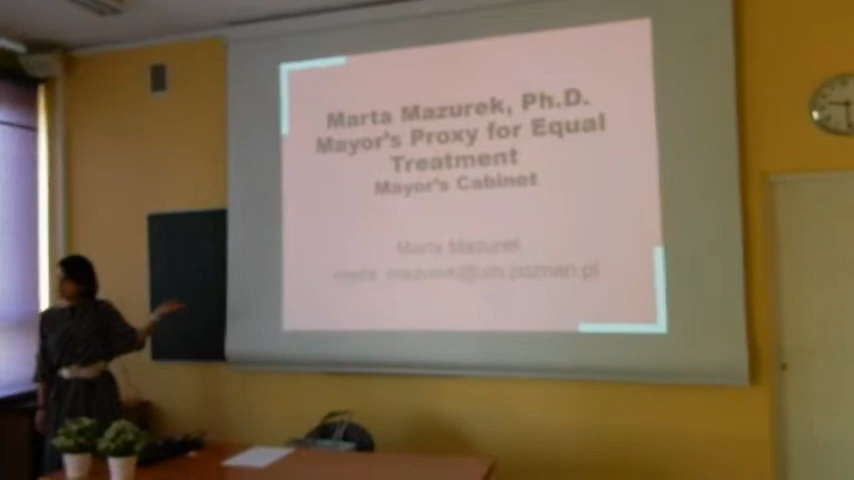 Marta Mazurek, Ph.D.
Mayor's Proxy for Equal
Treatment
Mayor's Cabinet
Marta Mazurek